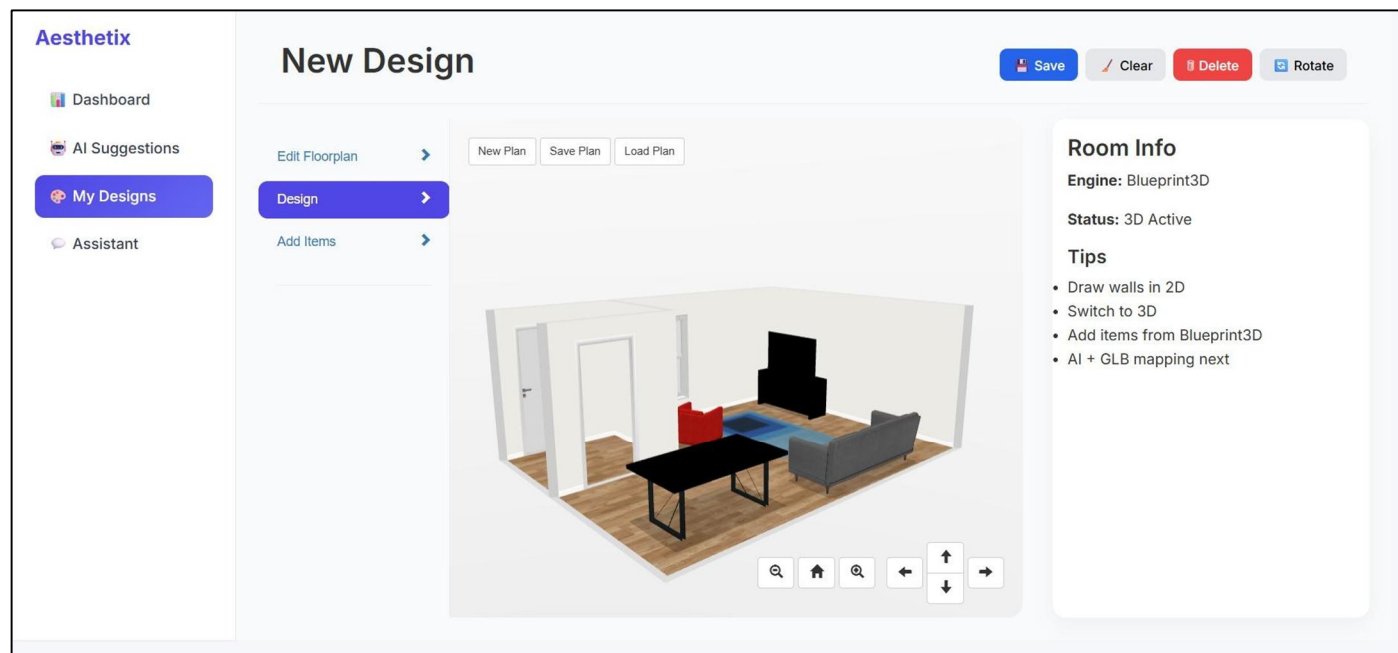 Aesthetix
Dashboard
AI Suggestions
My Designs
Assistant
New Design
Save
Clear
Delete
Rotate
Edit Floorplan
Design
Add Items
New Plan
Save Plan
Load Plan
Room Info
Engine: Blueprint3D
Status: 3D Active
Tips
• Draw walls in 2D
• Switch to 3D
• Add items from Blueprint3D
• AI + GLB mapping next